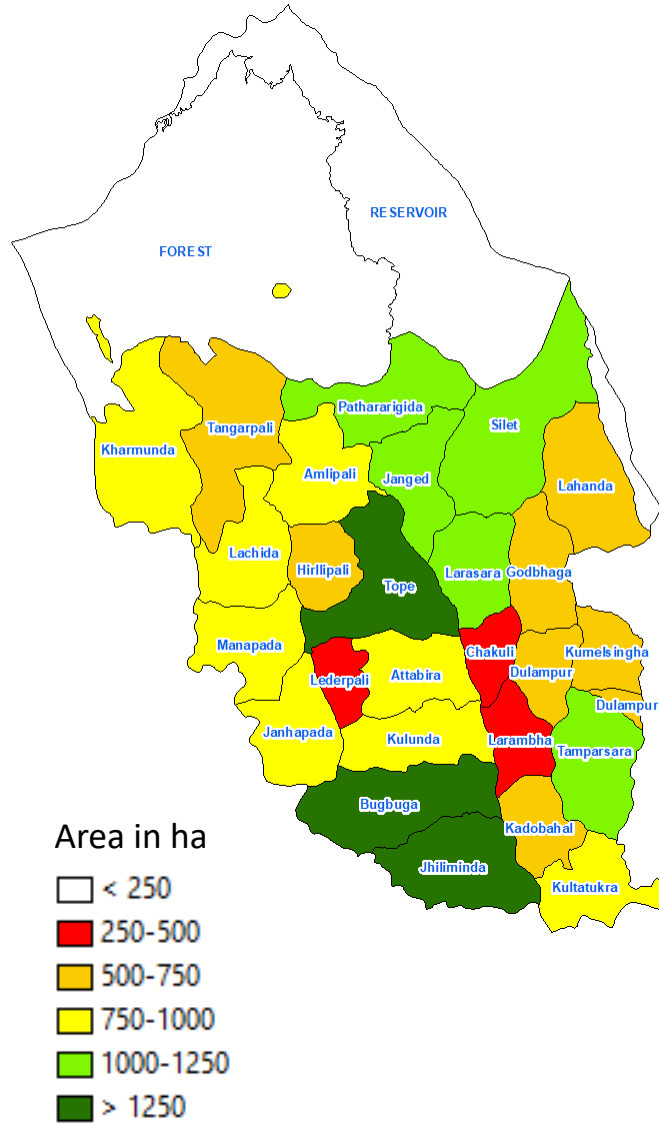 RESERVOIR
FOREST
Pathararigida
Silet
Tangarpali
Kharmunda
Amlipali
Janged
Lahanda
Lachida
Hirllipali
Larasara
Godbhaga
Tope
Manapada
Chakuli
Kumelsingha
Dulampur
Attabira
Lederpali
Dulampur
Janhapada
Kulunda
Larambha
Tamparsara
Bugbuga
Kadobahal
Jhiliminda
Kultatukra
Area in ha
< 250
250-500
500-750
750-1000
1000-1250
> 1250